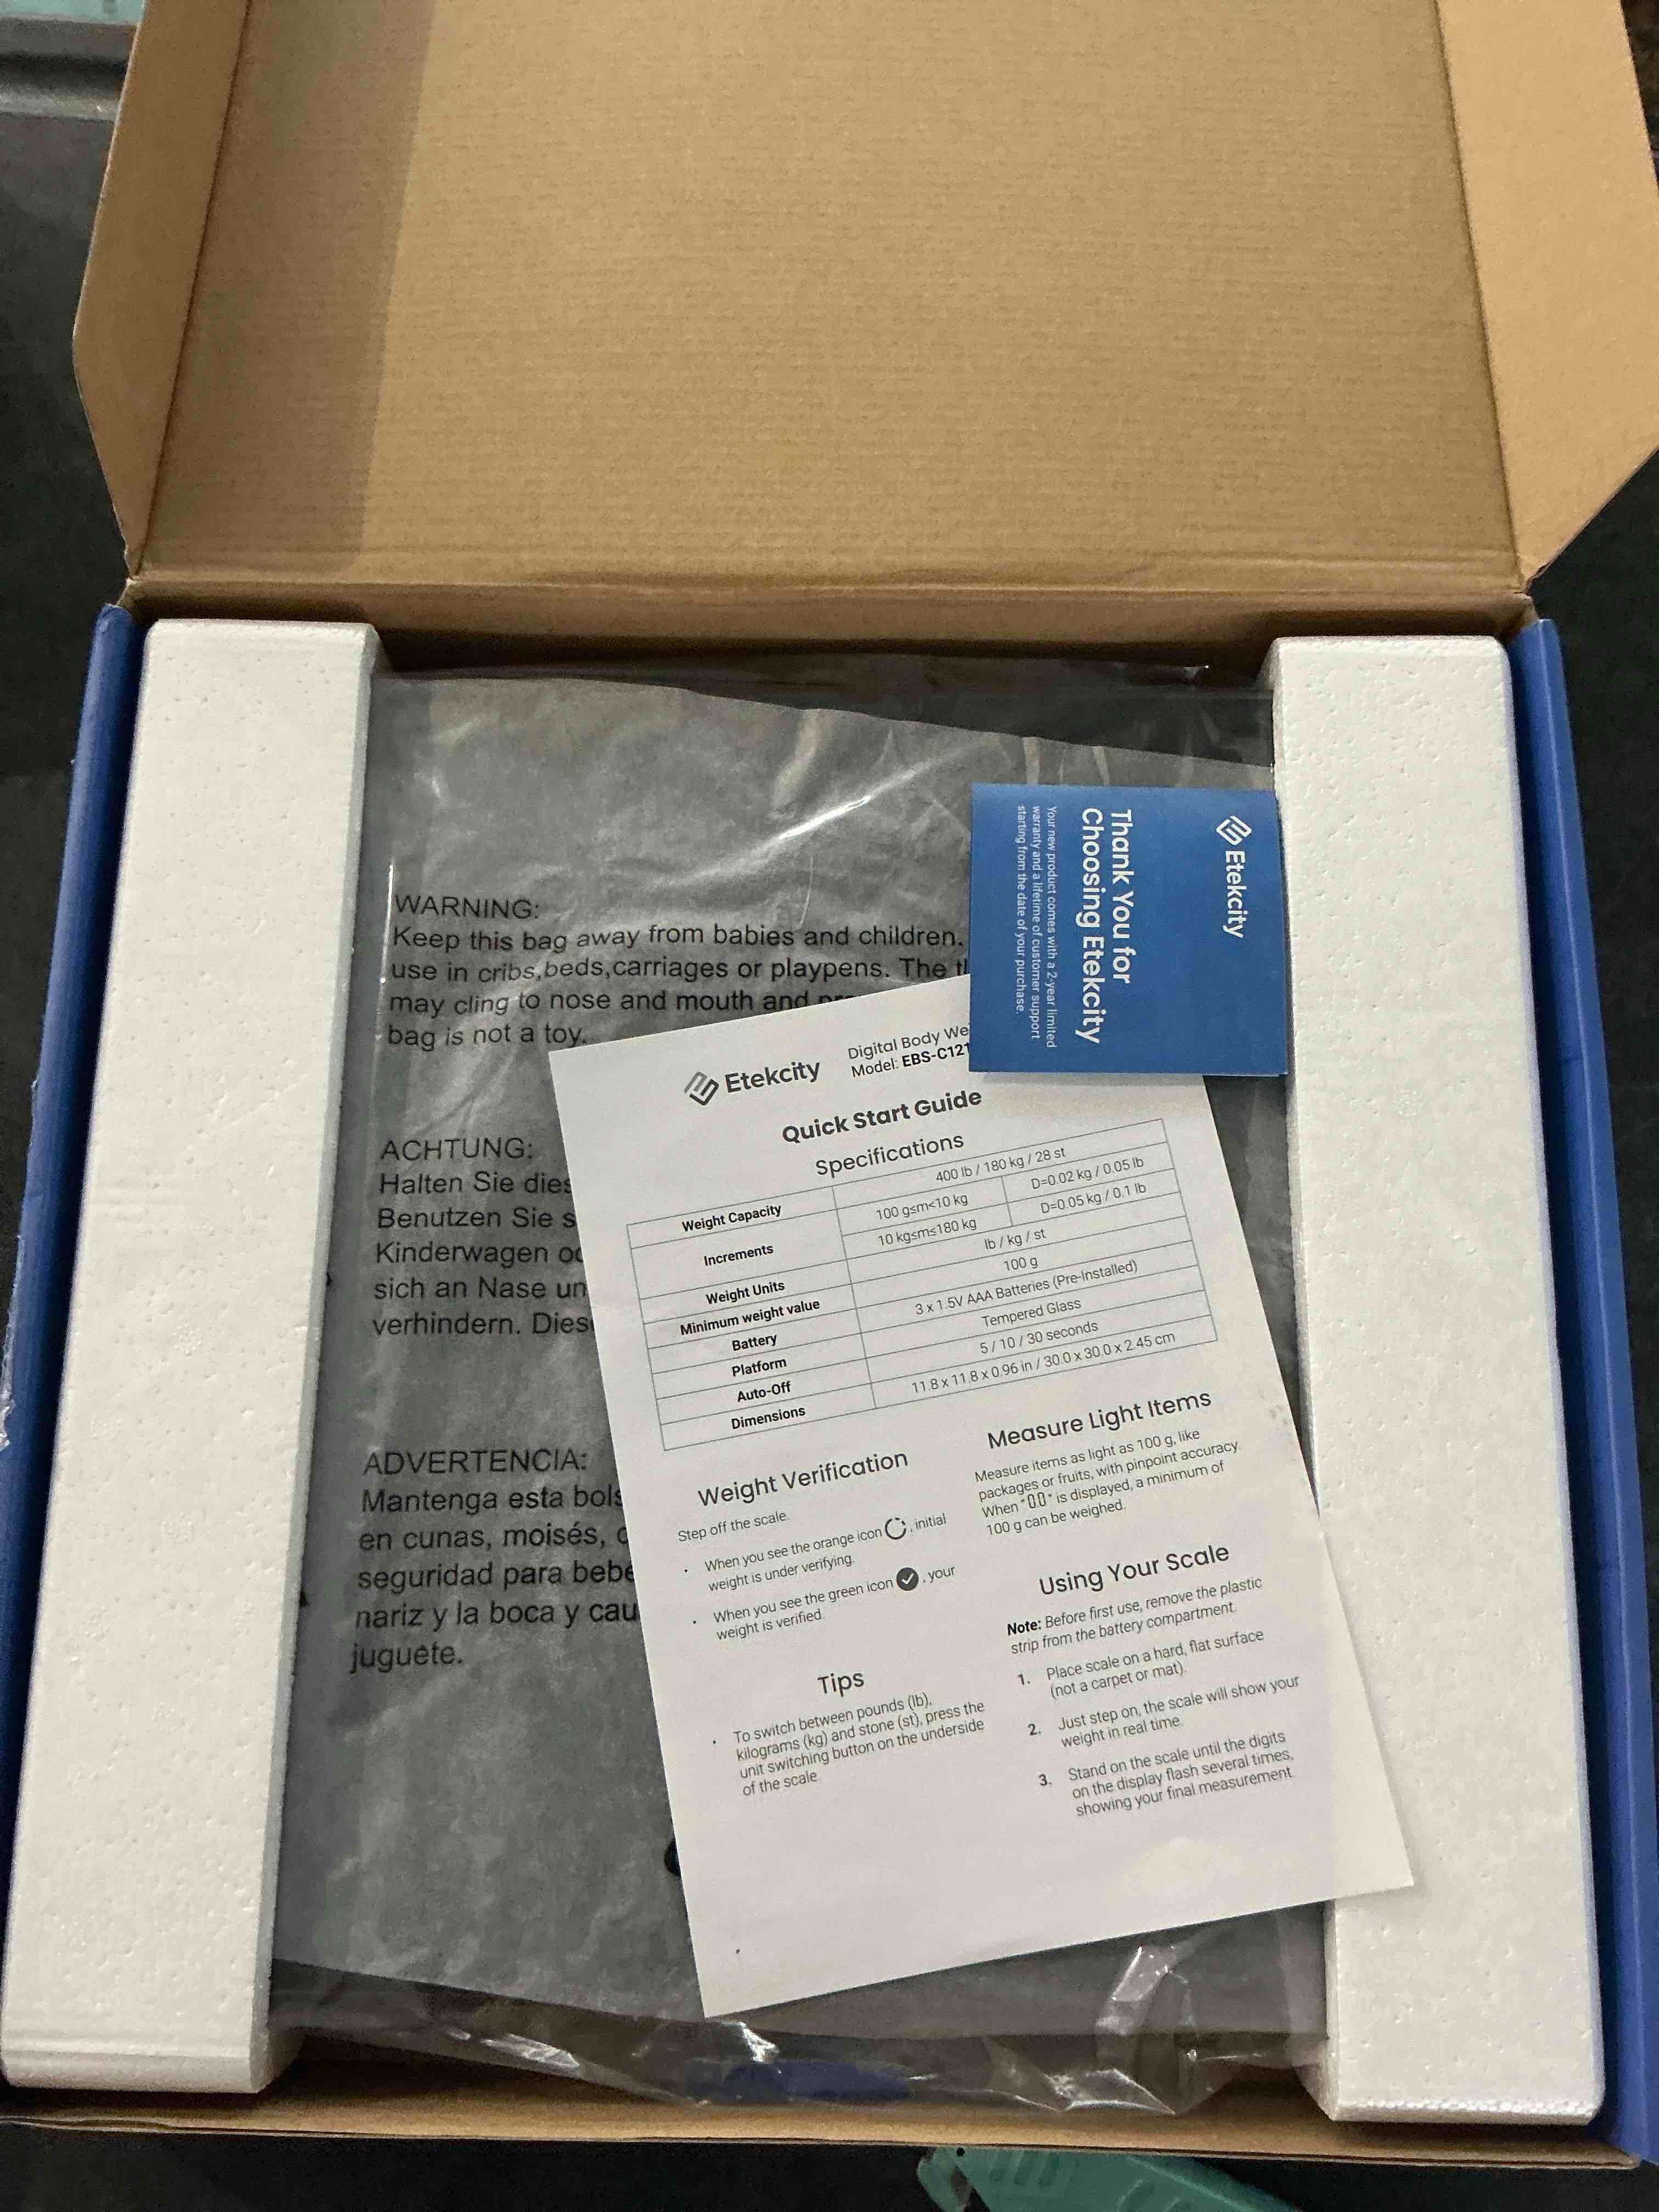 WARNING:
Keep this bag away from babies and children.
use in cribs,beds,carriages or playpens. The
may cling to nose and mouth and
bag is not a toy.
ACHTUNG:
Halten Sie
Benutzen Sie
Kinderwagen
sich an Nase
verhindern.
ADVERTENCIA:
Mantenga esta
en cunas, moisés,
seguridad para
nariz y la boca y
juguete.
Etekcity
Thank You for
Choosing Etekcity
Your new product comes with a 2-year limited
warranty and a lifetime of customer support
starting from the date of your purchase.
Etekcity
Digital Body
Model: EBS-C121
Quick Start Guide
Specifications
Weight Capacity 400 lb / 180 kg / 28 st
Increments 100 g≤m<10 kg D=0.02 kg / 0.05 lb
10 kg≤m≤180 kg D=0.05 kg / 0.1 lb
Weight Units lb / kg / st
Minimum weight value 100 g
Battery 3 x 1.5V AAA Batteries (Pre-Installed)
Platform Tempered Glass
Auto-Off 5 / 10 / 30 seconds
Dimensions 11.8 x 11.8 x 0.96 in / 30.0 x 30.0 x 2.45 cm
Weight Verification
Step off the scale.
• When you see the orange icon , initial
weight is under verifying.
• When you see the green icon , your
weight is verified.
Tips
• To switch between pounds (lb),
kilograms (kg) and stone (st), press the
unit switching button on the underside
of the scale.
Measure Light Items
Measure items as light as 100 g, like
packages or fruits, with pinpoint accuracy.
When "0.0" is displayed, a minimum of
100 g can be weighed.
Using Your Scale
Note: Before first use, remove the plastic
strip from the battery compartment.
1. Place scale on a hard, flat surface
(not a carpet or mat).
2. Just step on, the scale will show your
weight in real time.
3. Stand on the scale until the digits
on the display flash several times,
showing your final measurement.